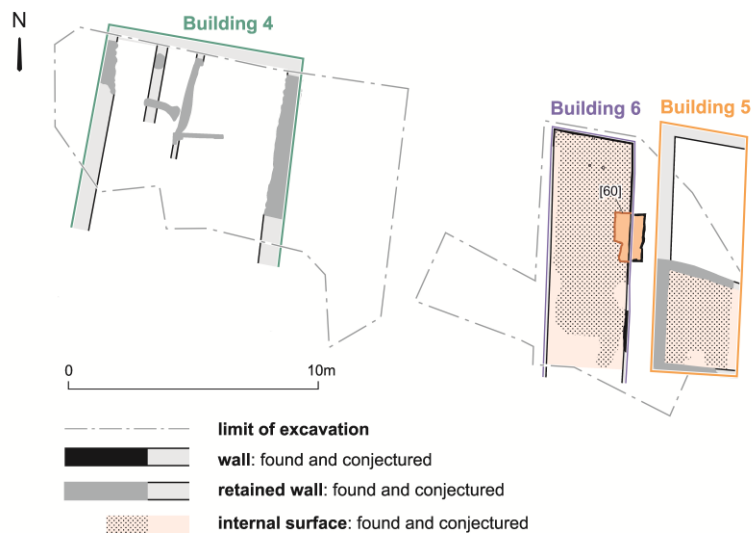 N
Building 4
Building 6
Building 5
[60]
0
10m
limit of excavation
wall: found and conjectured
retained wall: found and conjectured
internal surface: found and conjectured